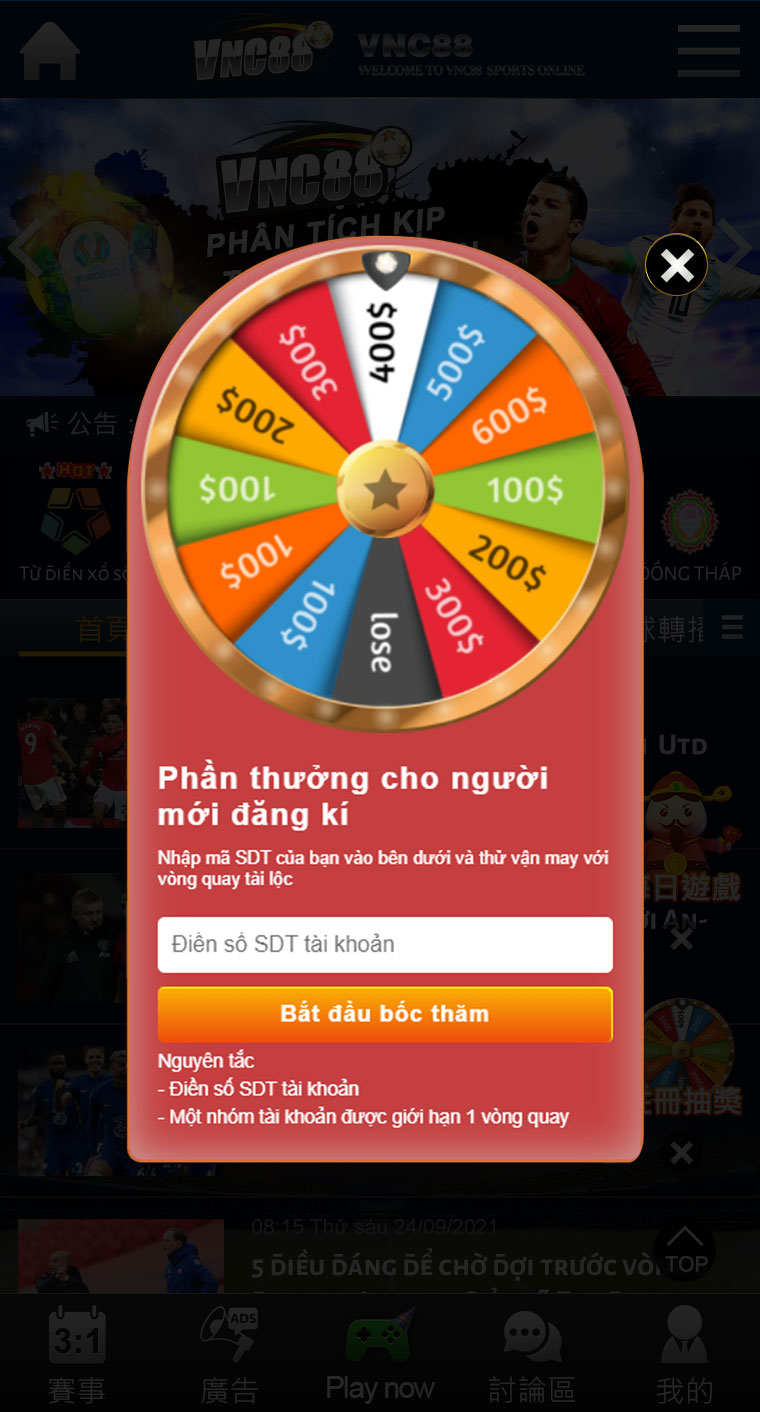 VNC88
VNC88
WELCOME TO VNC88 SPORTS ONLINE
VNC88
PHÂN TÍCH KỊP
EURO2020
10
公告 :
400$
500$
600$
100$
200$
300$
lose
100$
100$
100$
200$
300$
HOT
TỪ ĐIỂN XỔ SỐ
ĐỒNG THÁP
首頁
球轉播
9
UTD
Phần thưởng cho người
mới đăng kí
Nhập mã SDT của bạn vào bên dưới và thử vận may với
vòng quay tài lộc
Điền số SDT tài khoản
Bắt đầu bốc thăm
Nguyên tắc
- Điền số SDT tài khoản
- Một nhóm tài khoản được giới hạn 1 vòng quay
每日遊戲
AN-
註冊抽獎
08:15 Thứ sáu 24/09/2021
5 ĐIỀU ĐÁNG ĐỂ CHỜ ĐỢI TRƯỚC VÒ
TOP
3:1
ADS
賽事
廣告
Play now
討論區
我的